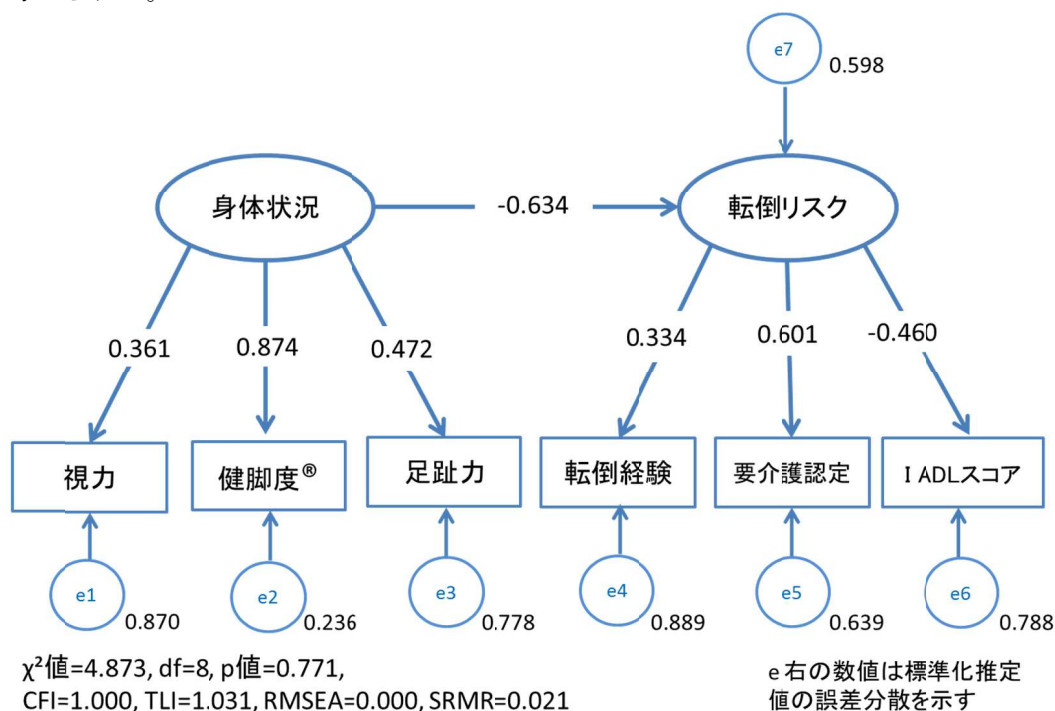 e7
0.598
身体状況
-0.634
転倒リスク
0.361
0.874
0.472
0.334
0.601
-0.460
視力
健脚度®
足趾力
転倒経験
要介護認定
I ADLスコア
e1
0.870
e2
0.236
e3
0.778
e4
0.889
e5
0.639
e6
0.788
χ²値=4.873, df=8, p値=0.771,
CFI=1.000, TLI=1.031, RMSEA=0.000, SRMR=0.021
e右の数値は標準化推定
値の誤差分散を示す